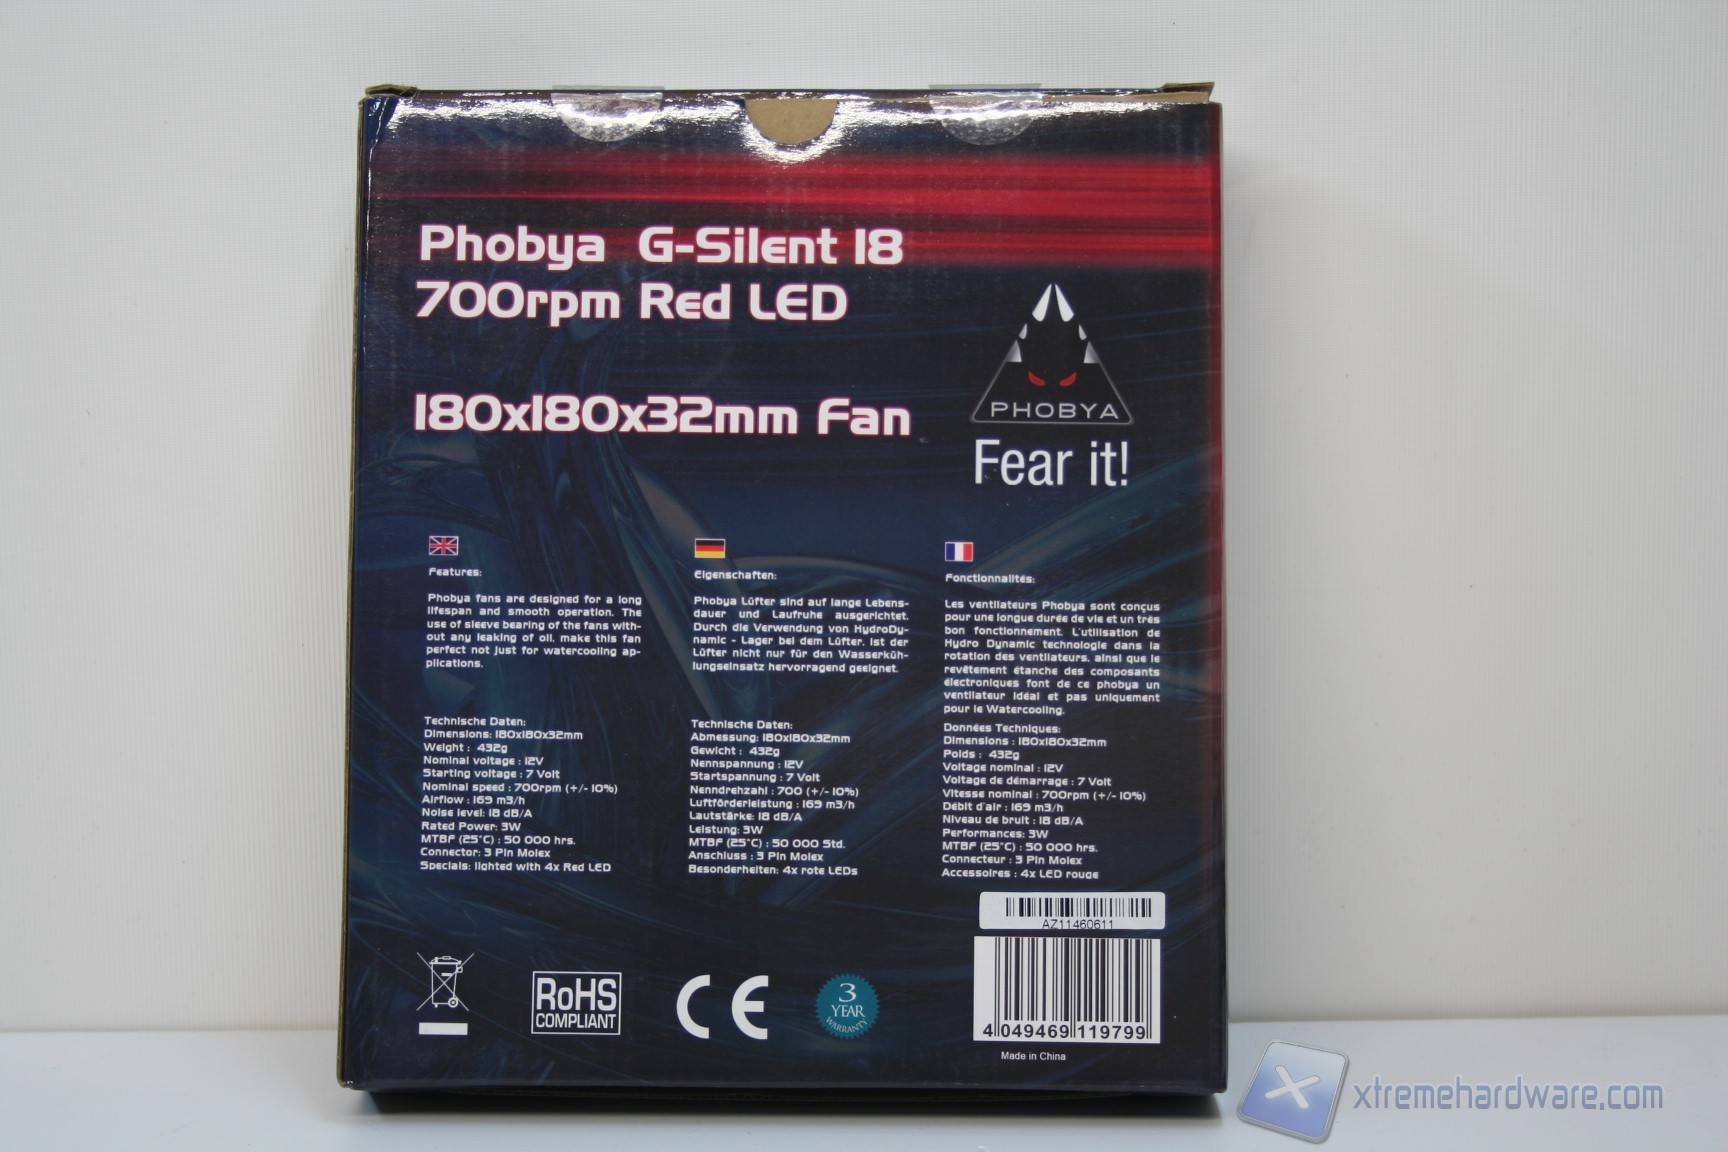 Phobya G-Silent 18
700rpm Red LED
180x180x32mm Fan
PHOBYA
Fear it!
Features:
Phobya fans are designed for a long
lifespan and smooth operation. The
use of sleeve bearing of the fans with-
out any leaking of oil, make this fan
perfect not just for watercooling ap-
plications.
Technische Daten:
Dimensions: 180x180x32mm
Weight : 432g
Nominal voltage : 12V
Starting voltage : 7 Volt
Nominal speed : 700rpm (+/- 10%)
Airflow : 169 m3/h
Noise level: 18 dB/A
Rated Power: 3W
MTBF (25°C) : 50 000 hrs.
Connector: 3 Pin Molex
Specials: lighted with 4x Red LED
Eigenschaften:
Phobya Lüfter sind auf lange Lebens-
dauer und Laufruhe ausgerichtet.
Durch die Verwendung von HydroDy-
namic - Lager bei dem Lüfter, ist der
Lüfter nicht nur für den Wasserküh-
lungseinsatz hervorragend geeignet.
Technische Daten:
Abmessung: 180x180x32mm
Gewicht : 432g
Nennspannung : 12V
Startspannung : 7 Volt
Nenndrehzahl : 700 (+/- 10%)
Luftförderleistung : 169 m3/h
Lautstärke: 18 dB/A
Leistung: 3W
MTBF (25°C) : 50 000 Std.
Anschluss : 3 Pin Molex
Besonderheiten: 4x rote LEDs
Fonctionnalités:
Les ventilateurs Phobya sont conçus
pour une longue durée de vie et un très
bon fonctionnement. L'utilisation de
Hydro Dynamic technologie dans la
rotation des ventilateurs, ainsi que le
revêtement étanche des composants
électroniques font de ce phobya un
ventilateur idéal et pas uniquement
pour le Watercooling.
Données Techniques:
Dimensions : 180x180x32mm
Poids : 432g
Voltage nominal : 12V
Voltage de démarrage : 7 Volt
Vitesse nominal : 700rpm (+/- 10%)
Débit d'air : 169 m3/h
Niveau de bruit : 18 dB/A
Performances: 3W
MTBF (25°C) : 50 000 hrs.
Connecteur : 3 Pin Molex
Accessoires : 4x LED rouge
AZ11460611
RoHS
COMPLIANT
CE
3
YEAR
WARRANTY
4 049469 119799
Made in China
xtremehardware.com